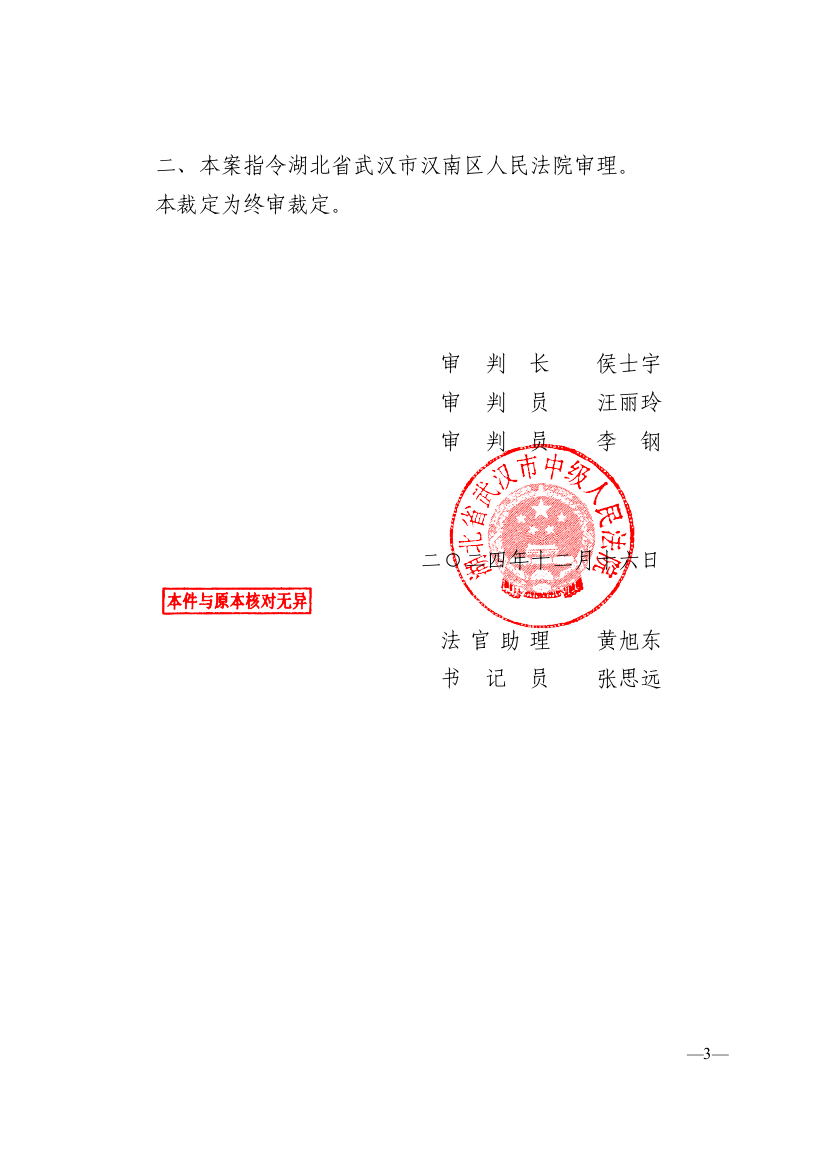 二、本案指令湖北省武汉市汉南区人民法院审理。
本裁定为终审裁定。
审 判 长 侯士宇
审 判 员 汪丽玲
审 判 员 李 钢
湖北省武汉市中级人民法院
二〇二四年十二月十六日
本件与原本核对无异
法官助理 黄旭东
书 记 员 张思远
—3—